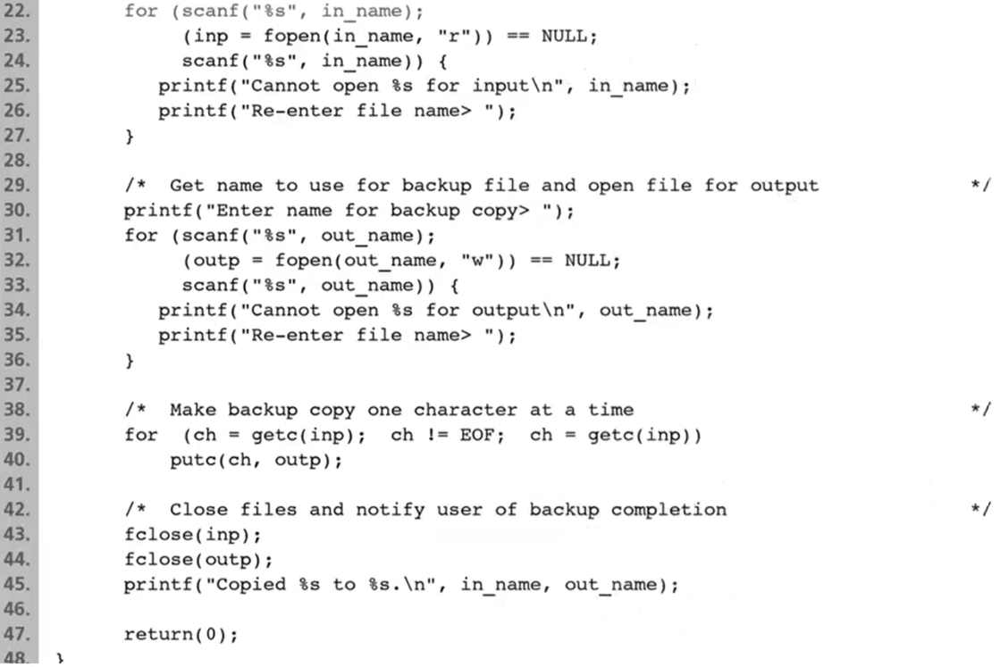 22. for (scanf("%s", in_name);
23. (inp = fopen(in_name, "r")) == NULL;
24. scanf("%s", in_name)) {
25. printf("Cannot open %s for input\n", in_name);
26. printf("Re-enter file name> ");
27. }
28.
29. /* Get name to use for backup file and open file for output */
30. printf("Enter name for backup copy> ");
31. for (scanf("%s", out_name);
32. (outp = fopen(out_name, "w")) == NULL;
33. scanf("%s", out_name)) {
34. printf("Cannot open %s for output\n", out_name);
35. printf("Re-enter file name> ");
36. }
37.
38. /* Make backup copy one character at a time */
39. for (ch = getc(inp); ch != EOF; ch = getc(inp))
40. putc(ch, outp);
41.
42. /* Close files and notify user of backup completion */
43. fclose(inp);
44. fclose(outp);
45. printf("Copied %s to %s.\n", in_name, out_name);
46.
47. return(0);
48. }